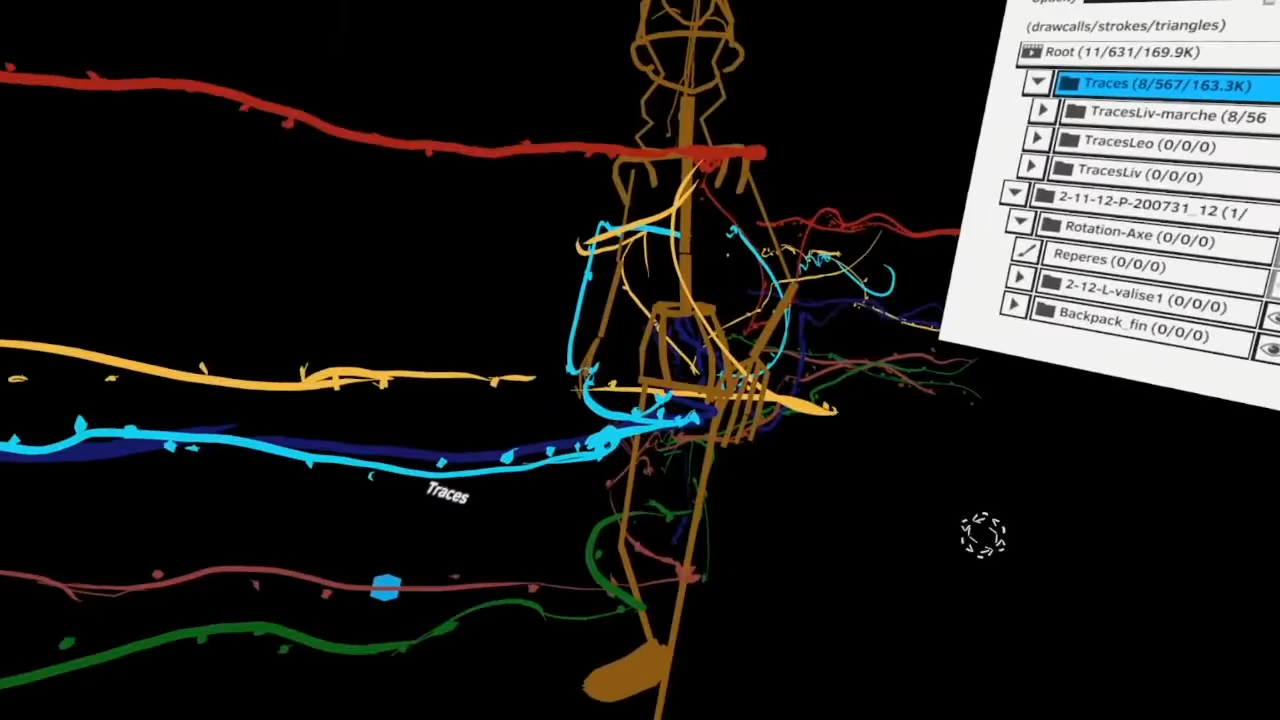 (drawcalls/strokes/triangles)
Root (11/631/169.9K)
Traces (8/567/163.3K)
TracesLiv-marche (8/56
TracesLeo (0/0/0)
TracesLiv (0/0/0)
2-11-12-P-200731_12 (1/
Rotation-Axe (0/0/0)
Reperes (0/0/0)
2-12-L-valise1 (0/0/0)
Backpack_fin (0/0/0)
Traces